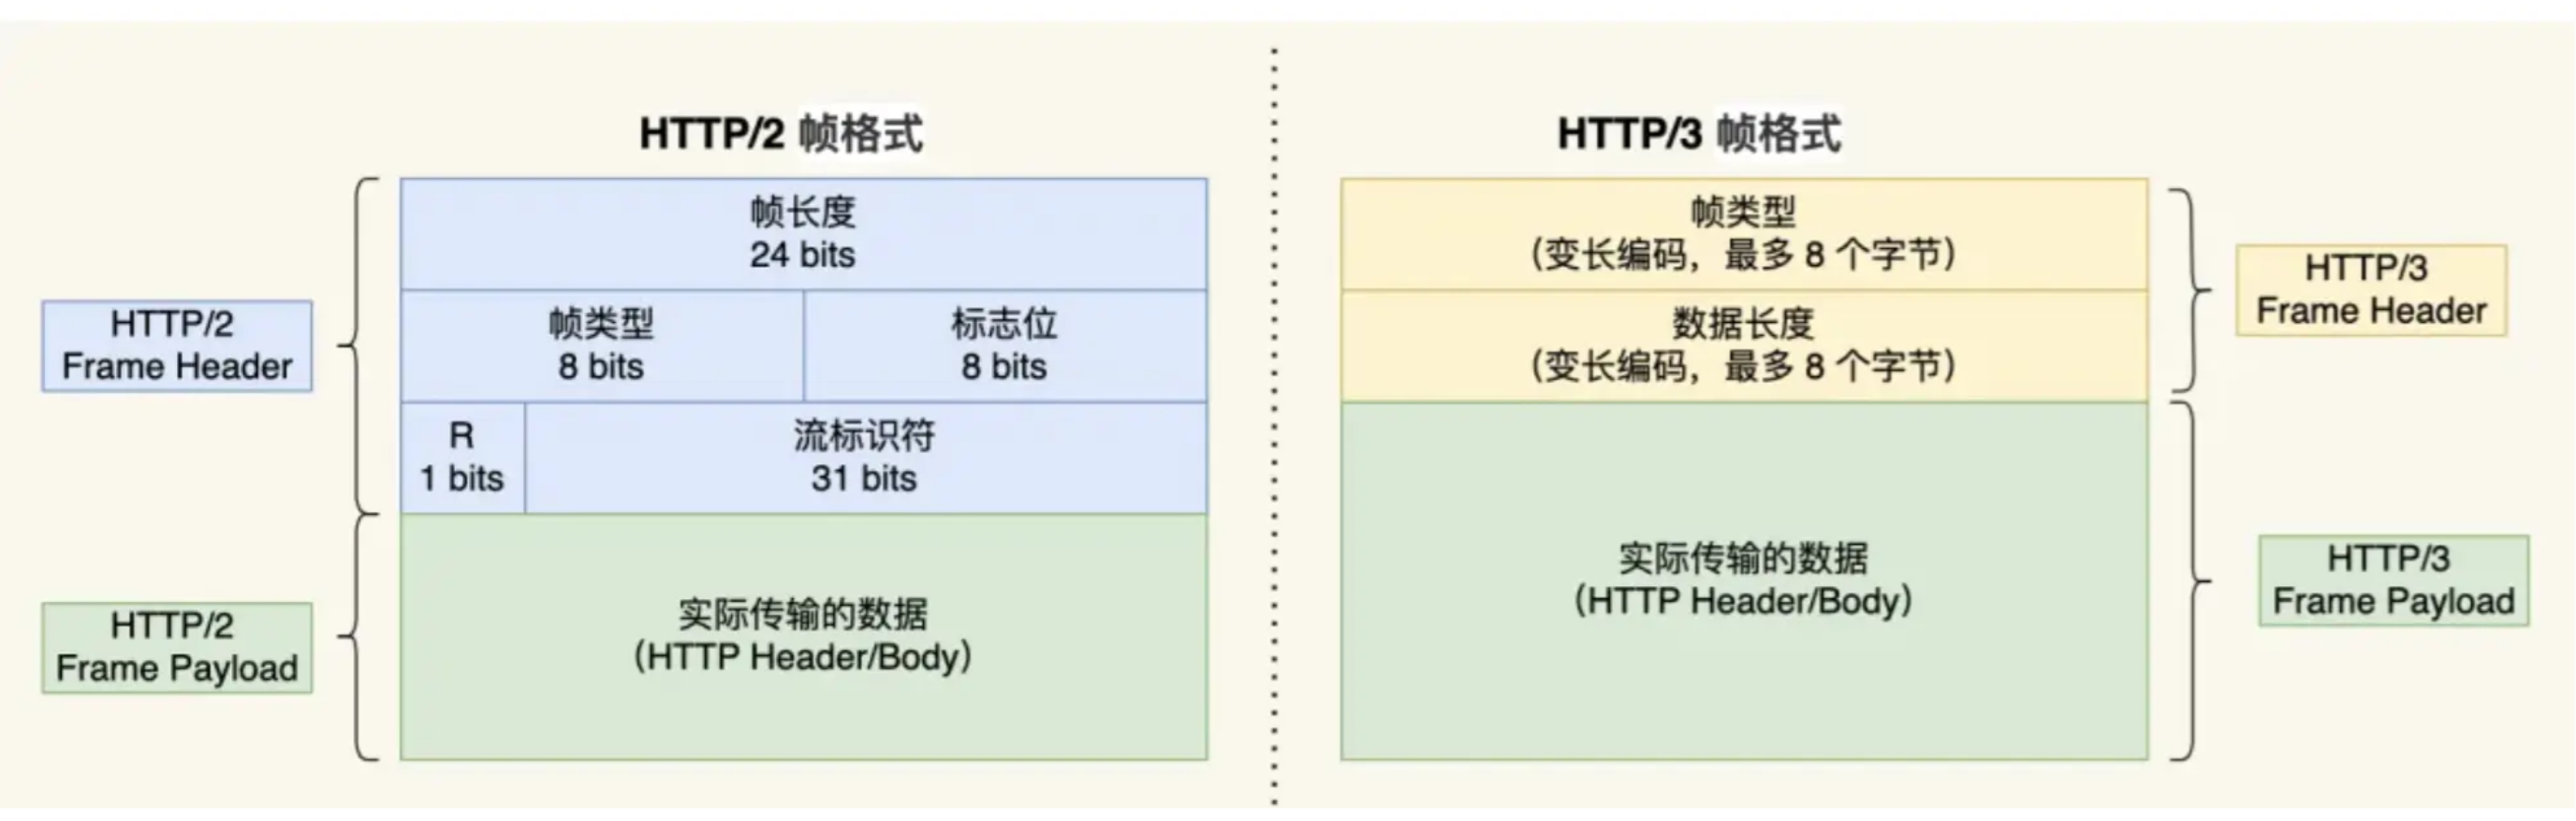 HTTP/2 帧格式
帧长度
24 bits
帧类型
8 bits
标志位
8 bits
R
1 bits
流标识符
31 bits
实际传输的数据
（HTTP Header/Body）
HTTP/2
Frame Header
HTTP/2
Frame Payload
HTTP/3 帧格式
帧类型
（变长编码，最多 8 个字节）
数据长度
（变长编码，最多 8 个字节）
实际传输的数据
（HTTP Header/Body）
HTTP/3
Frame Header
HTTP/3
Frame Payload